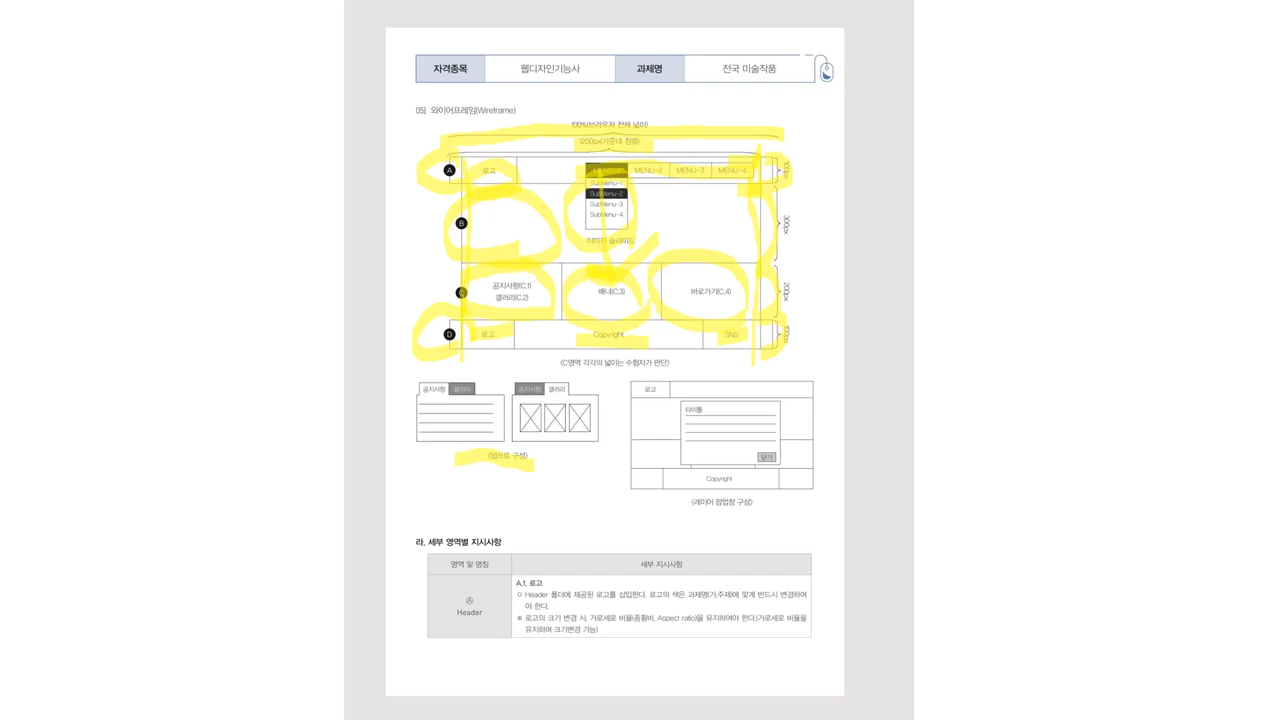 자격종목 웹디자인기능사 과제명 전국 미술작품
05] 와이어프레임(Wireframe)
100%(브라우저 전체 넓이)
1200px(가운데 정렬)
A 로고 MENU-2 MENU-3 MENU-4 100px
SubMenu-1
SubMenu-2
SubMenu-3
SubMenu-4
B 300px
이미지 슬라이드
공지사항(C.1)
갤러리(C.2)
배너(C.3) 바로가기(C.4) 200px
D 로고 Copyright SNS 100px
〈C영역 각각의 넓이는 수험자가 판단〉
공지사항 갤러리 공지사항 갤러리
〈탭으로 구성〉
로고
타이틀
닫기
Copyright
〈레이어 팝업창 구성〉
라. 세부 영역별 지시사항
영역 및 명칭 세부 지시사항
Ⓐ
Header
A.1. 로고
○ Header 폴더에 제공된 로고를 삽입한다. 로고의 색은 과제명(가.주제)에 맞게 반드시 변경하여
야 한다.
※ 로고의 크기 변경 시, 가로세로 비율(종횡비, Aspect ratio)을 유지하여야 한다.(가로세로 비율을
유지하며 크기변경 가능)